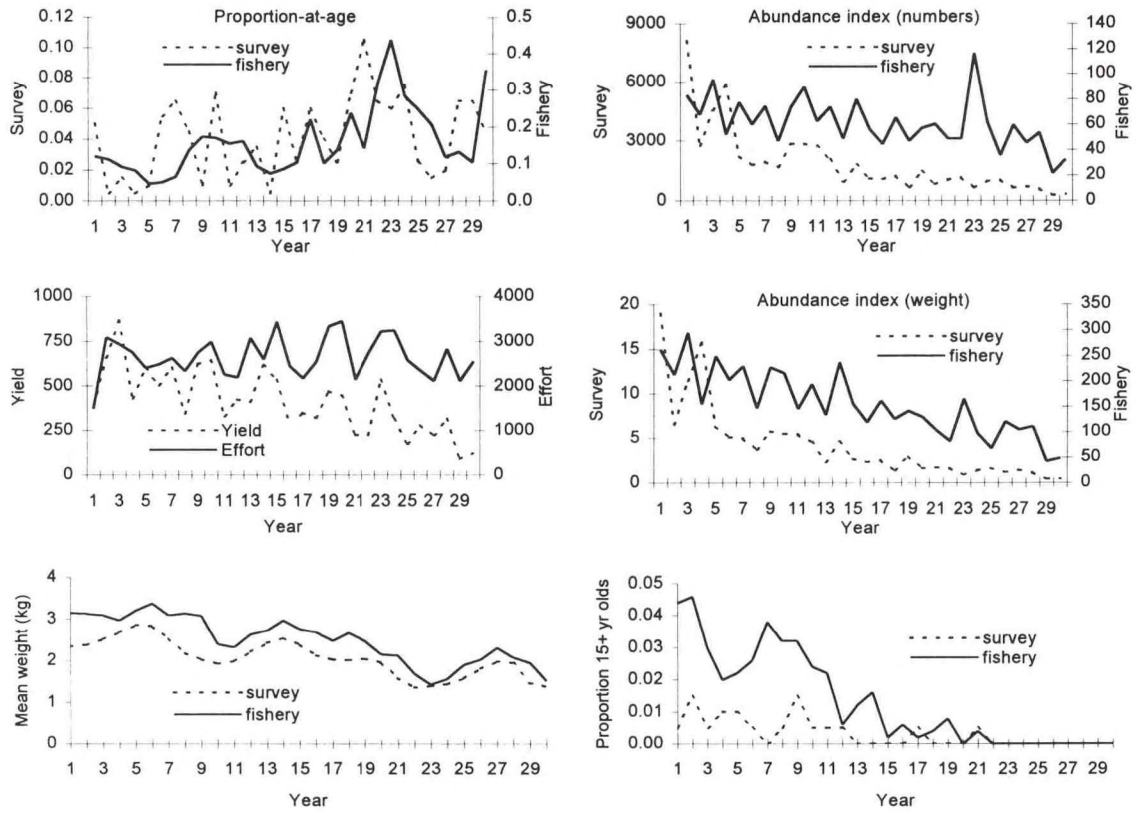 Proportion-at-age
survey
fishery
0.12
0.10
0.08
0.06
0.04
0.02
0.00
Survey
0.5
0.4
0.3
0.2
0.1
0.0
Fishery
1 3 5 7 9 11 13 15 17 19 21 23 25 27 29
Year
Abundance index (numbers)
survey
fishery
9000
6000
3000
0
Survey
140
120
100
80
60
40
20
0
Fishery
1 3 5 7 9 11 13 15 17 19 21 23 25 27 29
Year
1000
750
500
250
0
Yield
Yield
Effort
4000
3000
2000
1000
0
Effort
1 3 5 7 9 11 13 15 17 19 21 23 25 27 29
Year
Abundance index (weight)
survey
fishery
20
15
10
5
0
Survey
350
300
250
200
150
100
50
0
Fishery
1 3 5 7 9 11 13 15 17 19 21 23 25 27 29
Year
4
3
2
1
0
Mean weight (kg)
survey
fishery
1 3 5 7 9 11 13 15 17 19 21 23 25 27 29
Year
0.05
0.04
0.03
0.02
0.01
0.00
Proportion 15+ yr olds
survey
fishery
1 3 5 7 9 11 13 15 17 19 21 23 25 27 29
Year